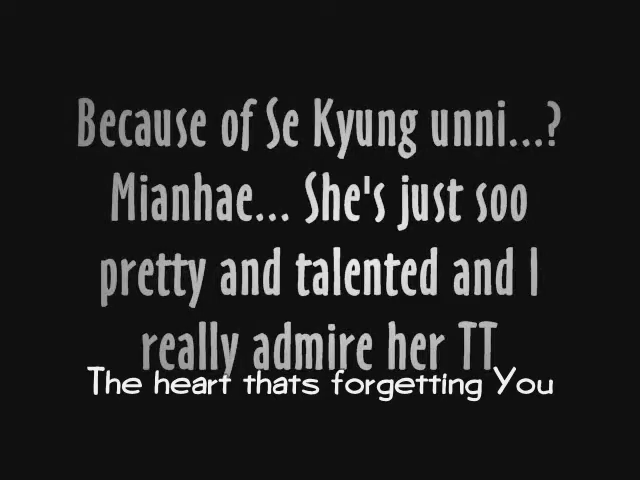 Because of Se Kyung unni...?
Mianhae... She's just soo
pretty and talented and I
really admire her TT
The heart thats forgetting You